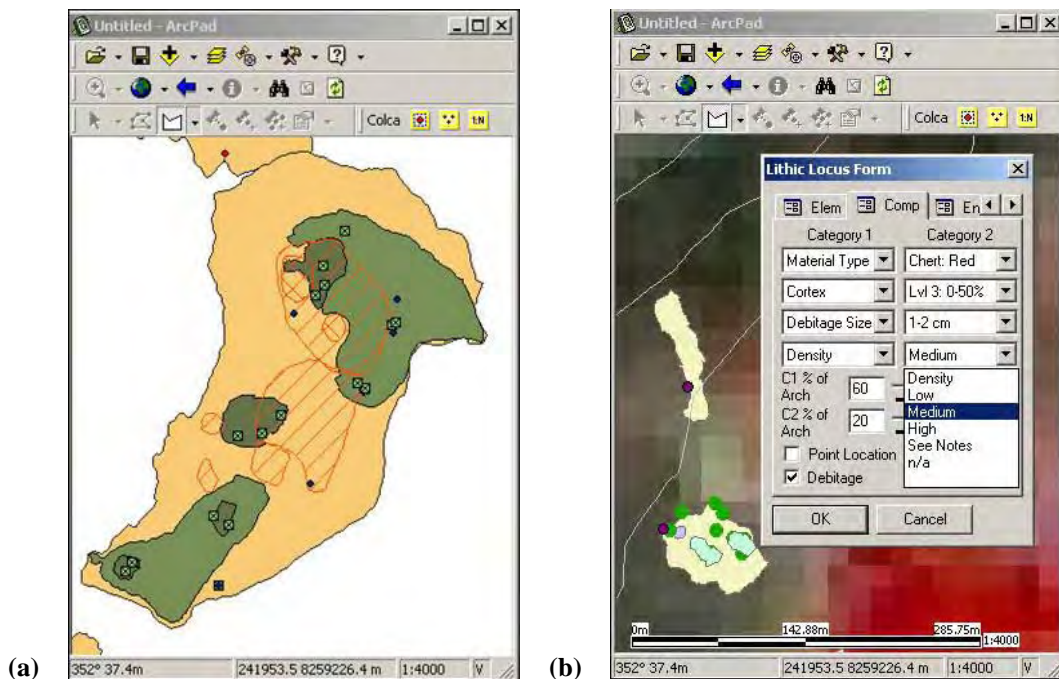 Untitled - ArcPad
Colca
1:N
352° 37.4m
241953.5 8259226.4 m
1:4000
V
(a)
Untitled - ArcPad
Colca
1:N
Lithic Locus Form
Elem
Comp
En
Category 1
Category 2
Material Type
Chert: Red
Cortex
Lvl 3: 0-50%
Debitage Size
1-2 cm
Density
Medium
Density
Low
Medium
High
See Notes
n/a
C1 % of
Arch
60
C2 % of
Arch
20
Point Location
Debitage
OK
Cancel
0m
142.88m
285.75m
1:4000
352° 37.4m
241953.5 8259226.4 m
1:4000
V
(b)